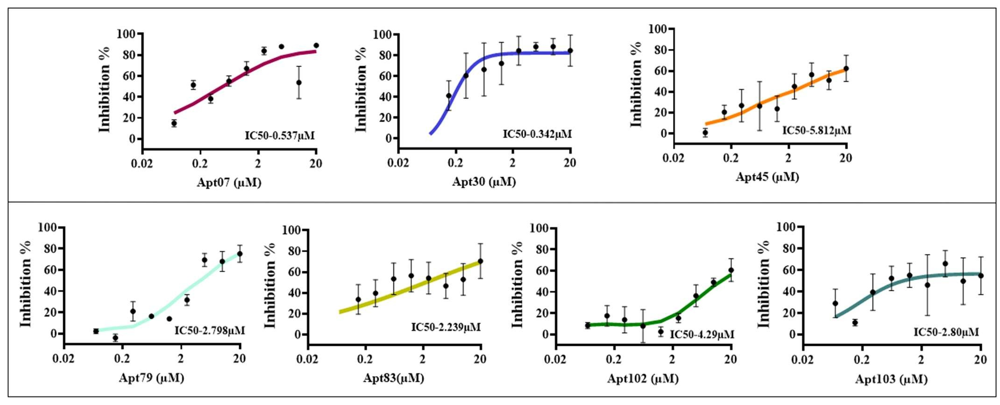 Inhibition %
100
80
60
40
20
0
IC50-0.537µM
0.02 0.2 2 20
Apt07 (µM)
Inhibition %
100
80
60
40
20
0
IC50-0.342µM
0.02 0.2 2 20
Apt30 (µM)
Inhibition %
100
80
60
40
20
0
IC50-5.812µM
0.02 0.2 2 20
Apt45 (µM)
Inhibition %
100
80
60
40
20
0
IC50-2.798µM
0.02 0.2 2 20
Apt79 (µM)
Inhibition %
100
80
60
40
20
0
IC50-2.239µM
0.02 0.2 2 20
Apt83(µM)
Inhibition %
100
80
60
40
20
0
IC50-4.29µM
0.02 0.2 2 20
Apt102 (µM)
Inhibition %
100
80
60
40
20
0
IC50-2.80µM
0.02 0.2 2 20
Apt103 (µM)